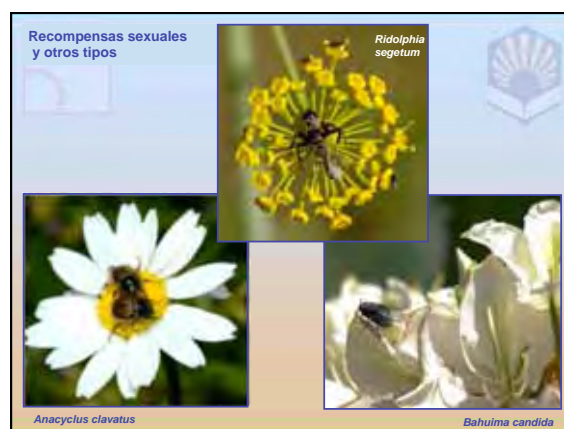 Recompensas sexuales
y otros tipos
Ridolphia
segetum
Anacyclus clavatus
Bahuima candida